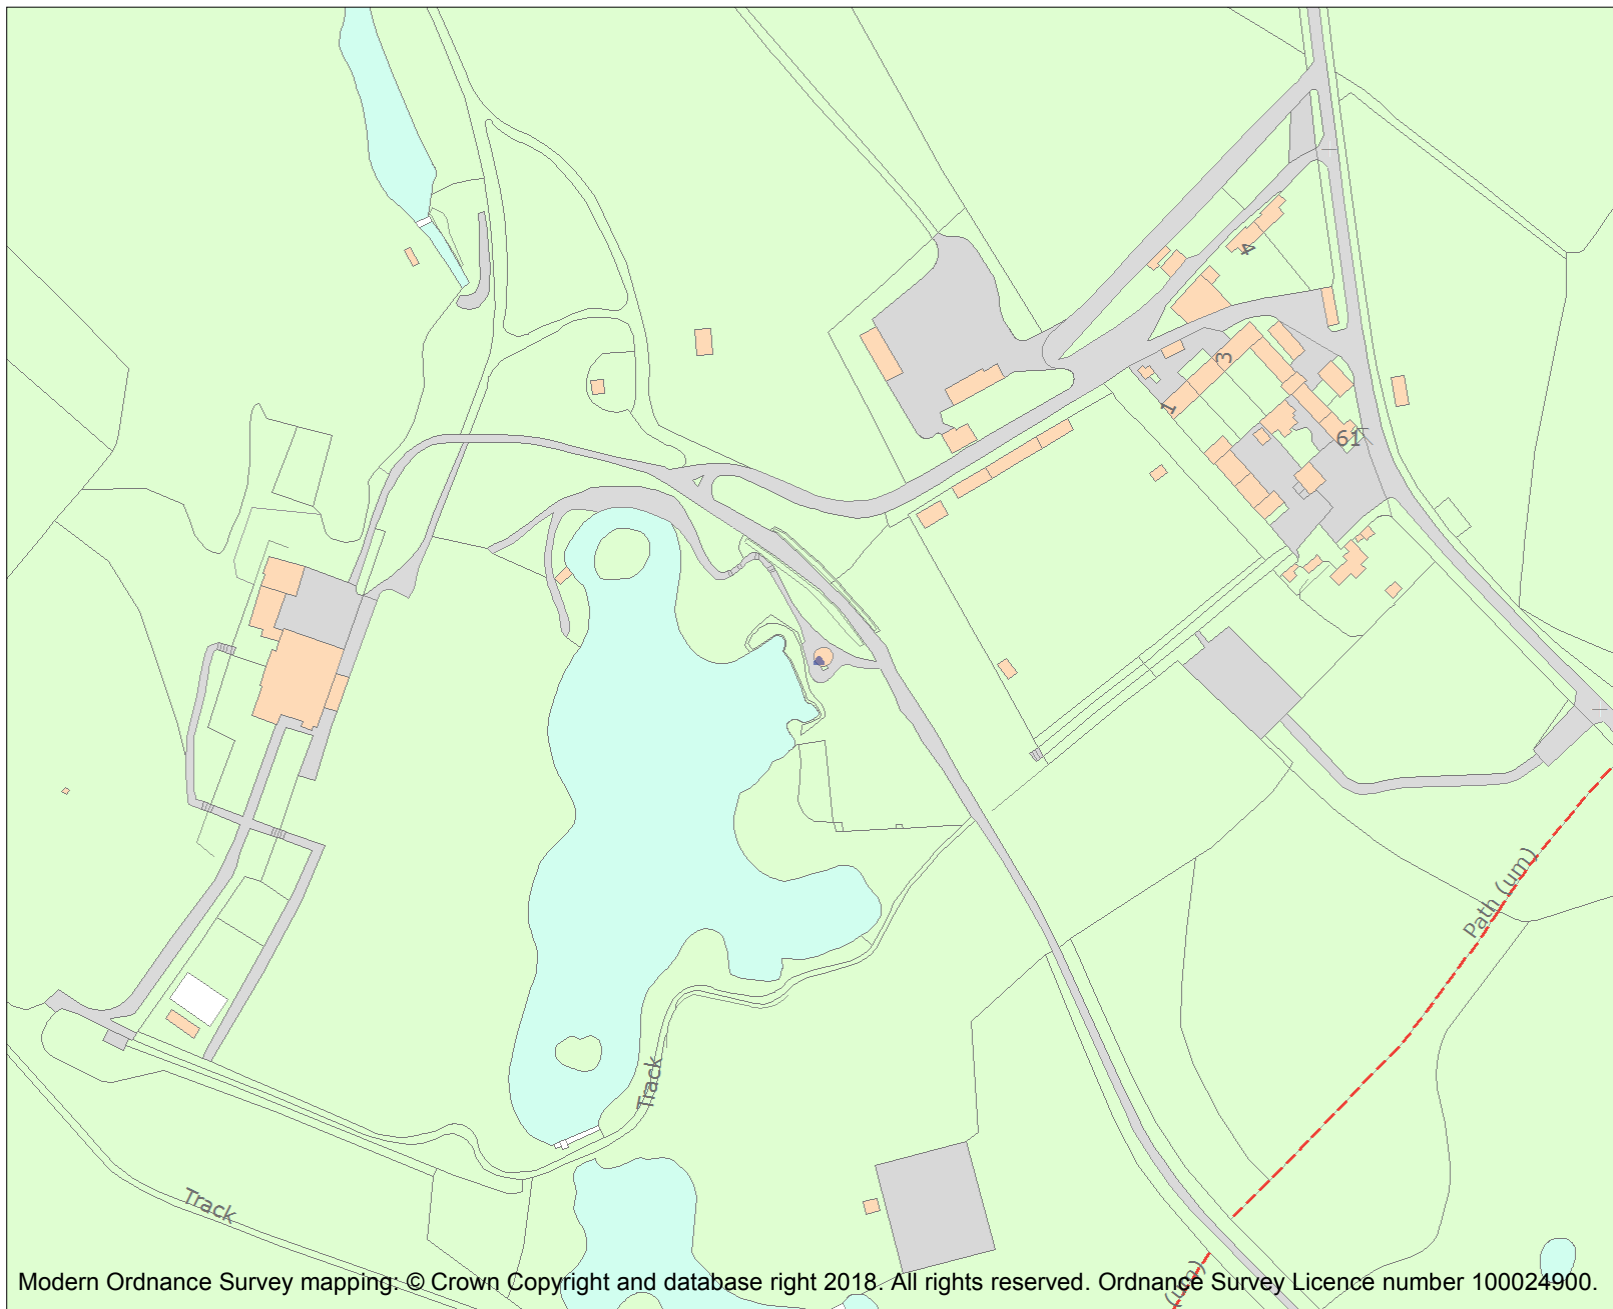 4
3
1
61
Path (um)
Track
Track
(um)
Modern Ordnance Survey mapping: © Crown Copyright and database right 2018. All rights reserved. Ordnance Survey Licence number 100024900.